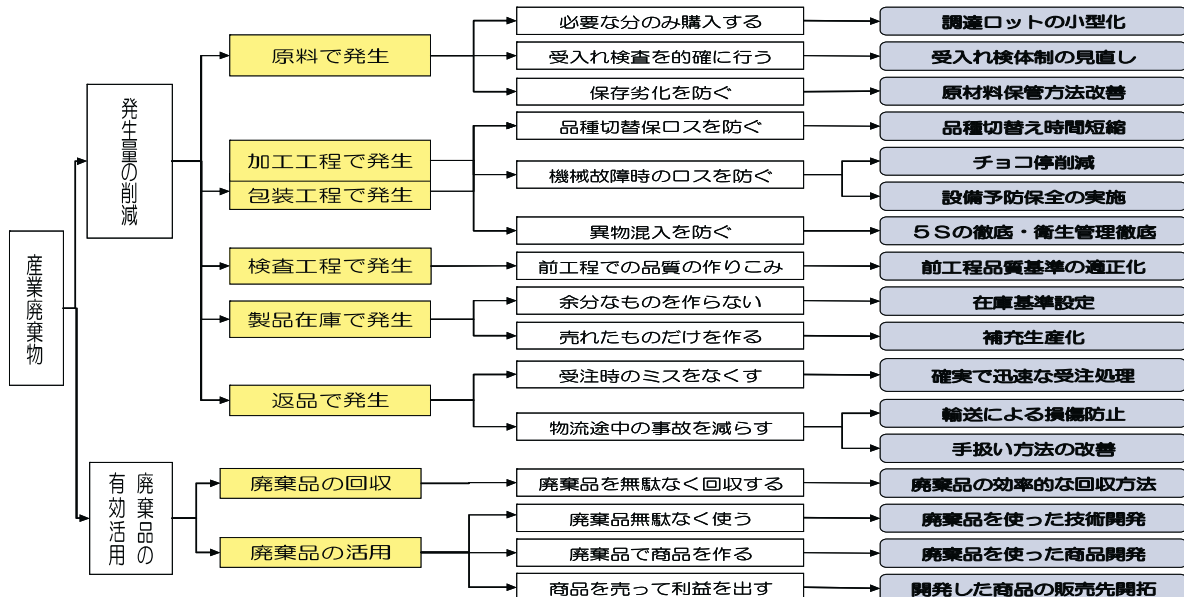 産業廃棄物
発生量の削減
原料で発生
必要な分のみ購入する
調達ロットの小型化
受入れ検査を的確に行う
受入れ検体制の見直し
保存劣化を防ぐ
原材料保管方法改善
加工工程で発生
包装工程で発生
品種切替保ロスを防ぐ
品種切替え時間短縮
機械故障時のロスを防ぐ
チョコ停削減
設備予防保全の実施
異物混入を防ぐ
5Sの徹底・衛生管理徹底
検査工程で発生
前工程での品質の作りこみ
前工程品質基準の適正化
製品在庫で発生
余分なものを作らない
在庫基準設定
売れたものだけを作る
補充生産化
返品で発生
受注時のミスをなくす
確実で迅速な受注処理
物流途中の事故を減らす
輸送による損傷防止
手扱い方法の改善
廃棄品の
有効活用
廃棄品の回収
廃棄品を無駄なく回収する
廃棄品の効率的な回収方法
廃棄品の活用
廃棄品無駄なく使う
廃棄品を使った技術開発
廃棄品で商品を作る
廃棄品を使った商品開発
商品を売って利益を出す
開発した商品の販売先開拓